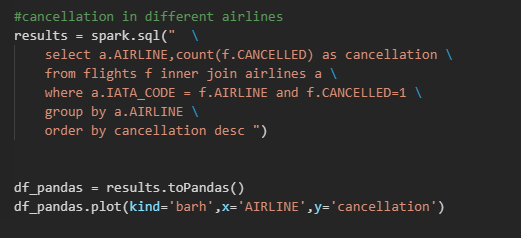 #cancellation in different airlines
results = spark.sql("  \
    select a.AIRLINE,count(f.CANCELLED) as cancellation \
    from flights f inner join airlines a \
    where a.IATA_CODE = f.AIRLINE and f.CANCELLED=1 \
    group by a.AIRLINE \
    order by cancellation desc ")
df_pandas = results.toPandas()
df_pandas.plot(kind='barh',x='AIRLINE',y='cancellation')